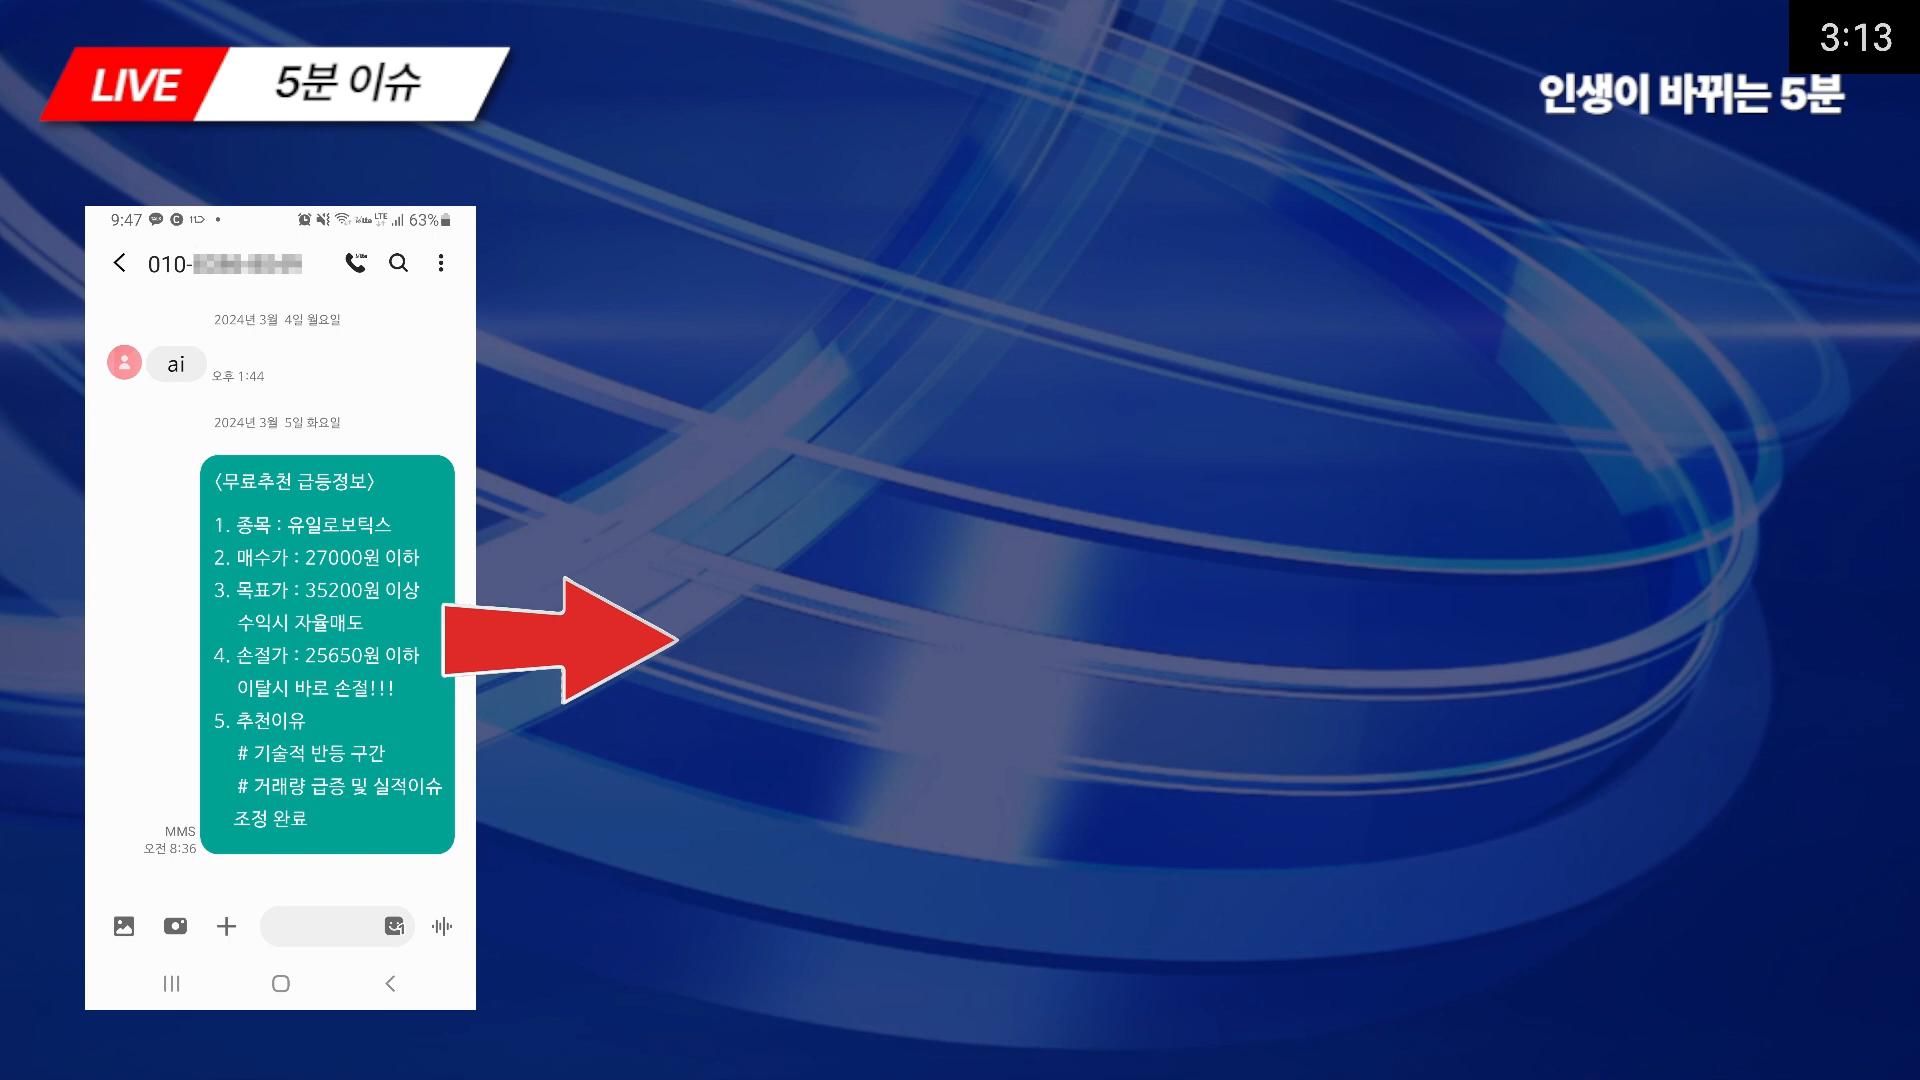 LIVE 5분 이슈
3:13
인생이 바뀌는 5분
9:47 LTE 63%
010-
2024년 3월 4일 월요일
ai
오후 1:44
2024년 3월 5일 화요일
〈무료추천 급등정보〉
1. 종목 : 유일로보틱스
2. 매수가 : 27000원 이하
3. 목표가 : 35200원 이상
수익시 자율매도
4. 손절가 : 25650원 이하
이탈시 바로 손절!!!
5. 추천이유
# 기술적 반등 구간
# 거래량 급증 및 실적이슈
조정 완료
MMS
오전 8:36